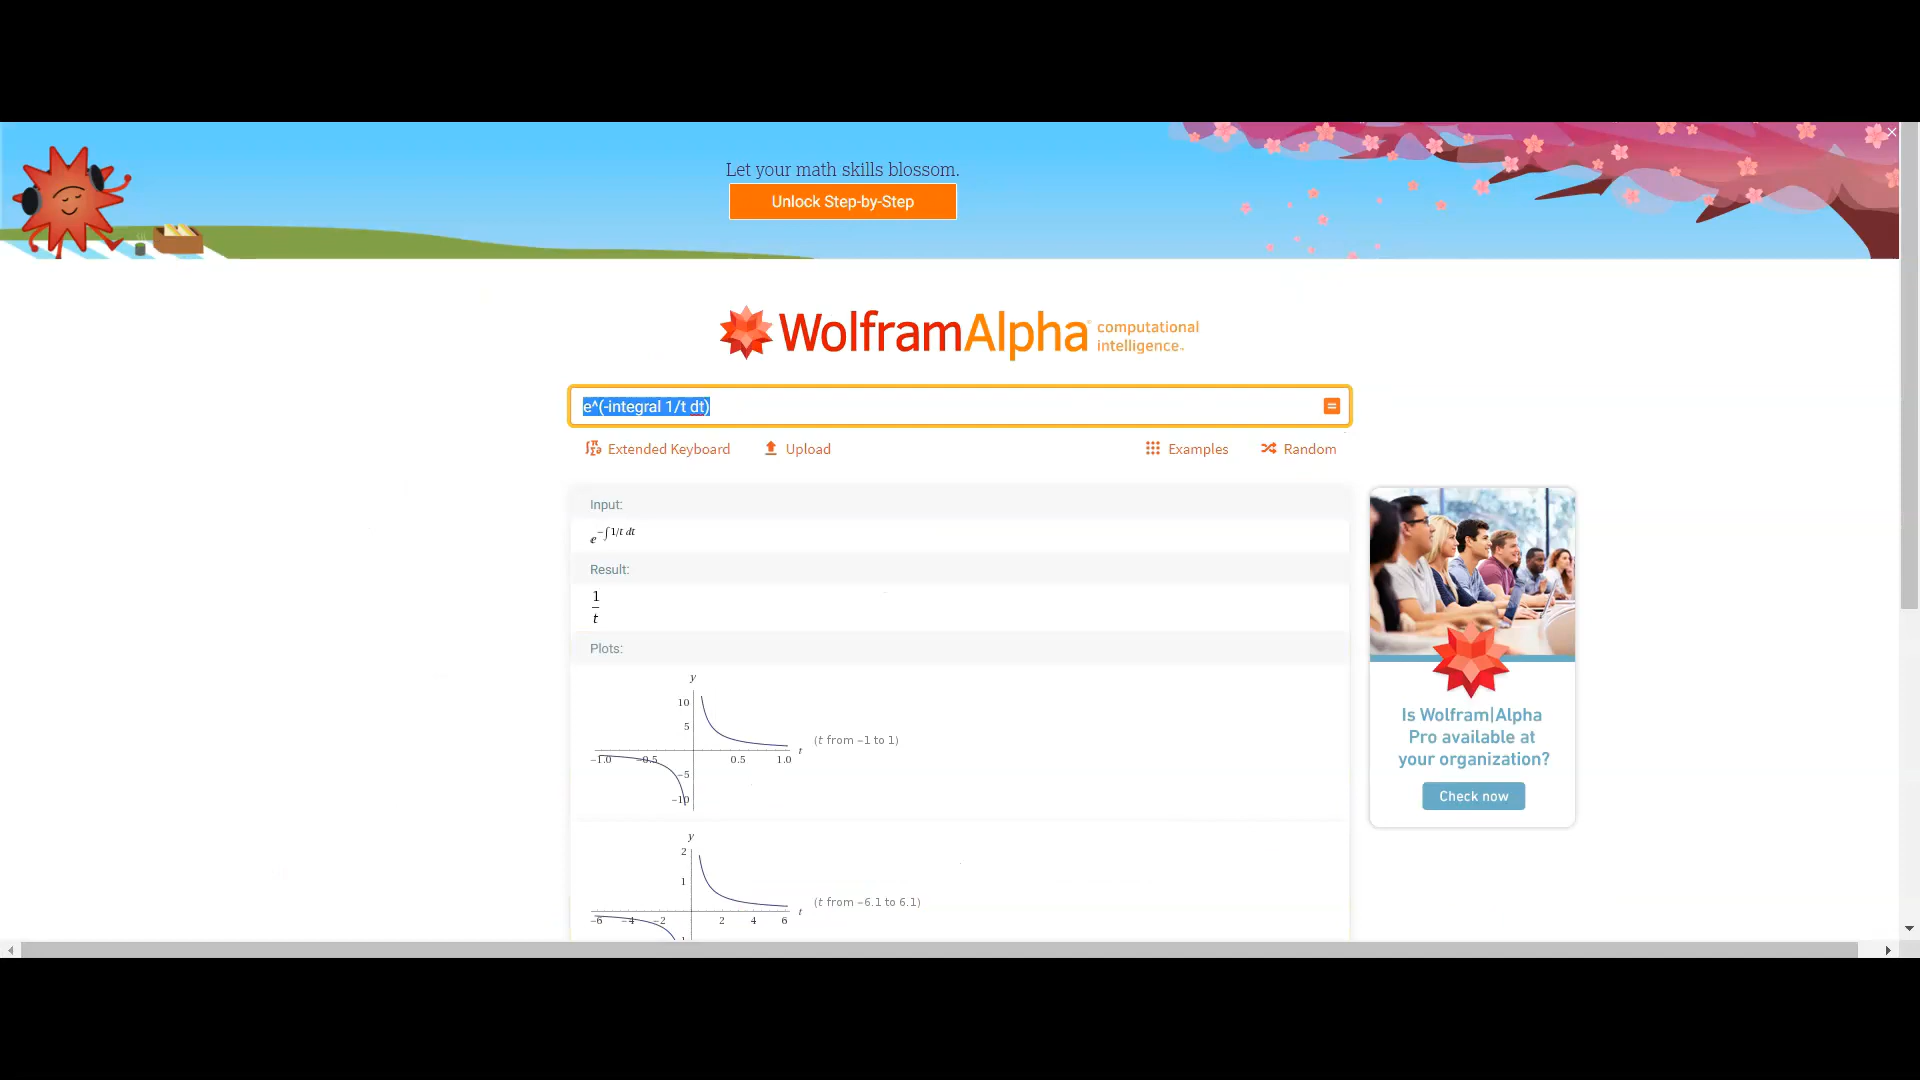 Let your math skills blossom.
Unlock Step-by-Step
WolframAlpha computational intelligence™
e^(-integral 1/t dt)
Extended Keyboard
Upload
Examples
Random
Input:
e^-∫1/t dt
Result:
1
t
Plots:
y
10
5
-1.0 -0.5 0.5 1.0 t
-5
-10
(t from -1 to 1)
y
2
1
-6 -4 -2 2 4 6 t
(t from -6.1 to 6.1)
Is Wolfram|Alpha
Pro available at
your organization?
Check now